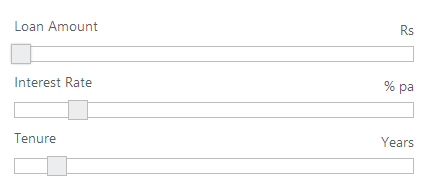 Loan Amount
Rs
Interest Rate
% pa
Tenure
Years